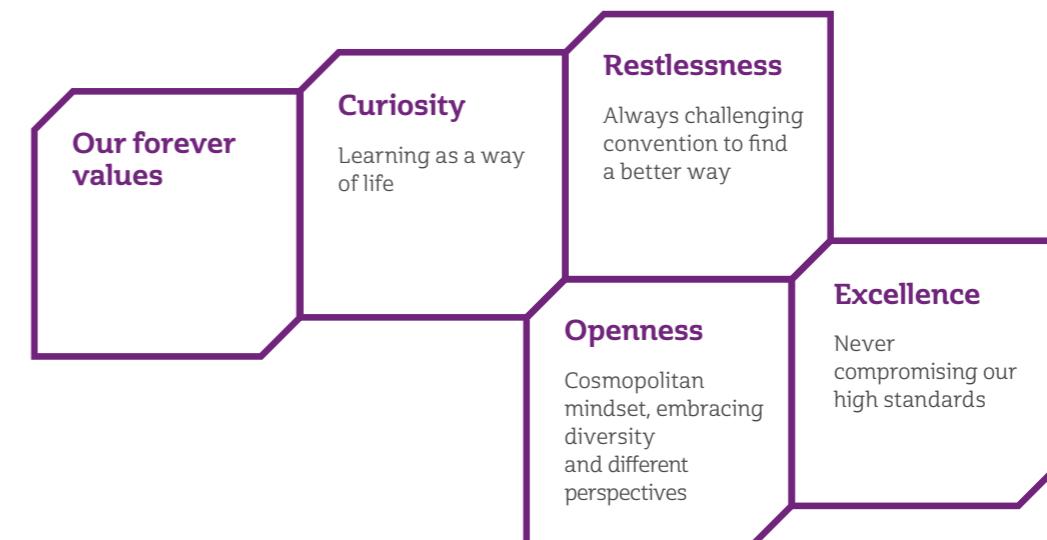 Our forever
values
Curiosity
Learning as a way
of life
Restlessness
Always challenging
convention to find
a better way
Openness
Cosmopolitan
mindset, embracing
diversity
and different
perspectives
Excellence
Never
compromising our
high standards